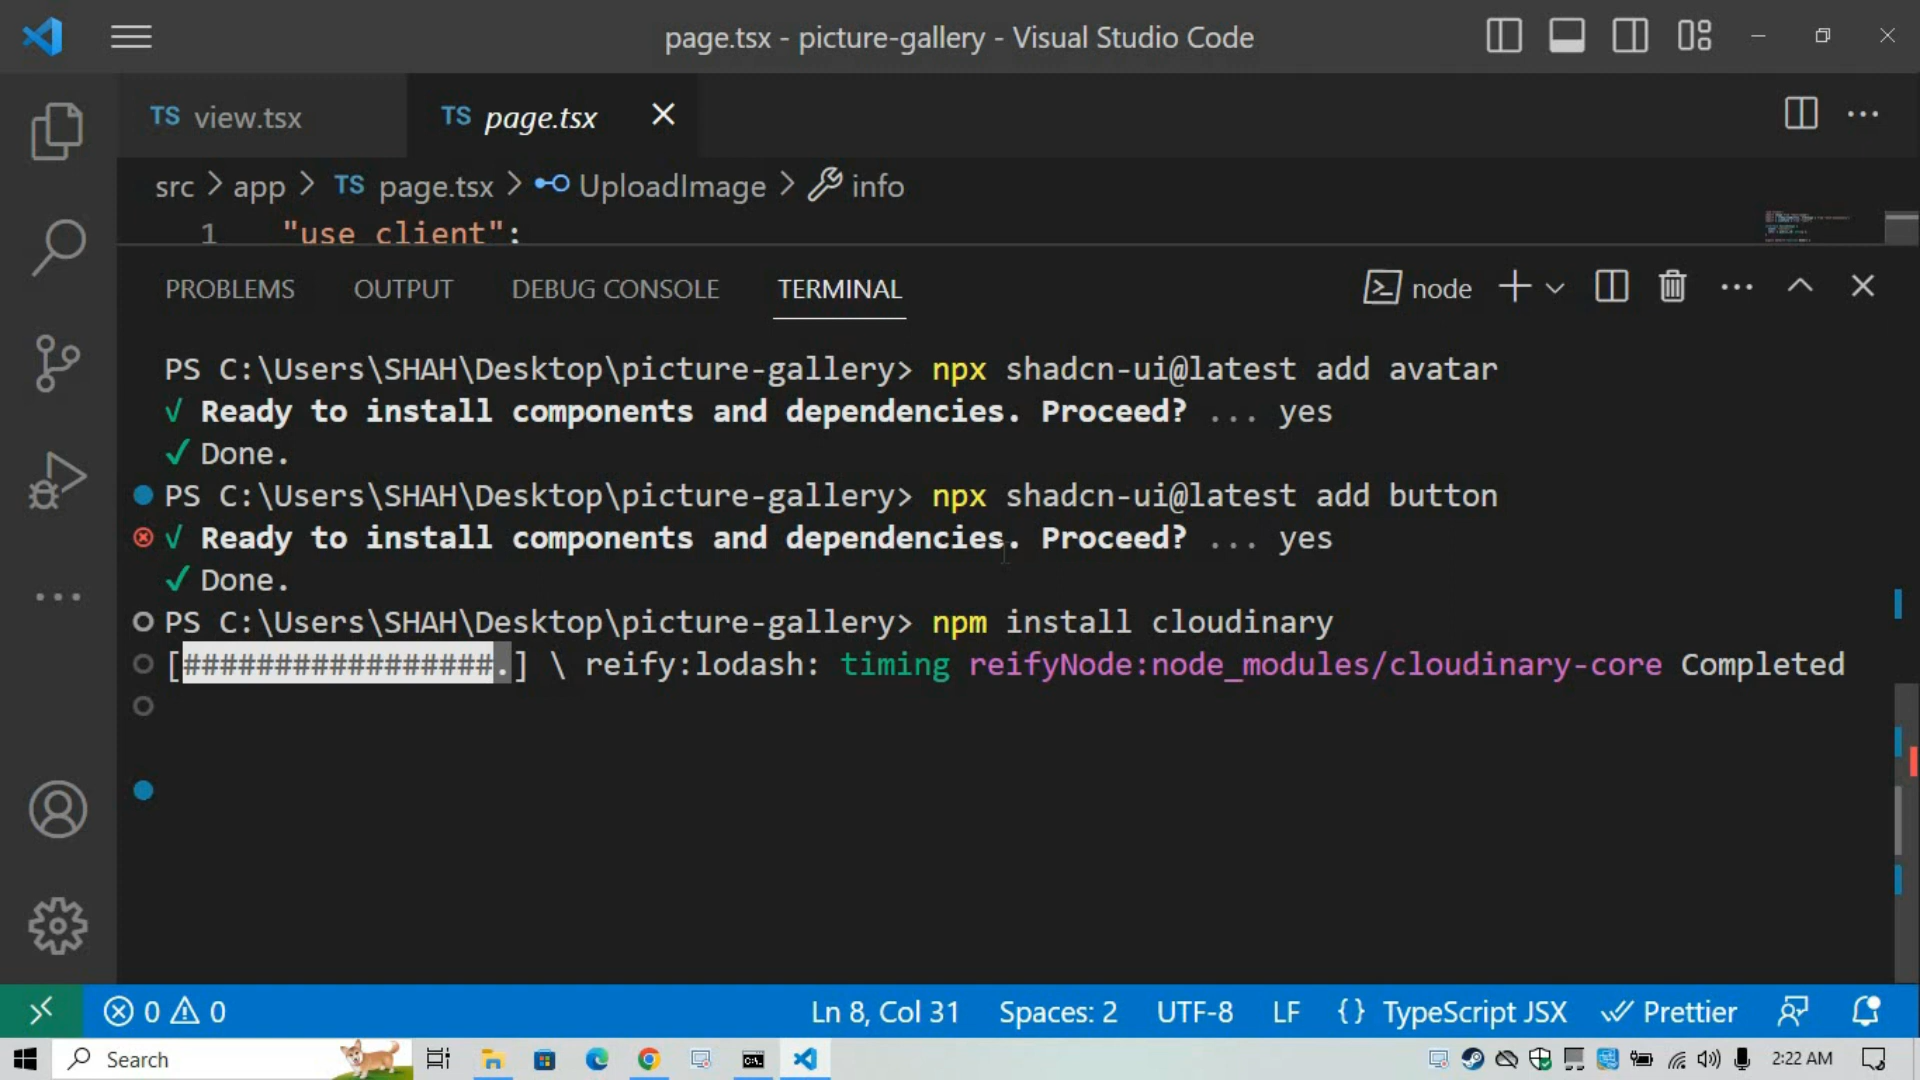 page.tsx - picture-gallery - Visual Studio Code
TS view.tsx
TS page.tsx
src > app > TS page.tsx > UploadImage > info
1 "use client";
PROBLEMS OUTPUT DEBUG CONSOLE TERMINAL node
PS C:\Users\SHAH\Desktop\picture-gallery> npx shadcn-ui@latest add avatar
√ Ready to install components and dependencies. Proceed? ... yes
✓ Done.
PS C:\Users\SHAH\Desktop\picture-gallery> npx shadcn-ui@latest add button
√ Ready to install components and dependencies. Proceed? ... yes
✓ Done.
PS C:\Users\SHAH\Desktop\picture-gallery> npm install cloudinary
[#################.] \ reify:lodash: timing reifyNode:node_modules/cloudinary-core Completed
0 0 Ln 8, Col 31 Spaces: 2 UTF-8 LF {} TypeScript JSX Prettier
Search 2:22 AM